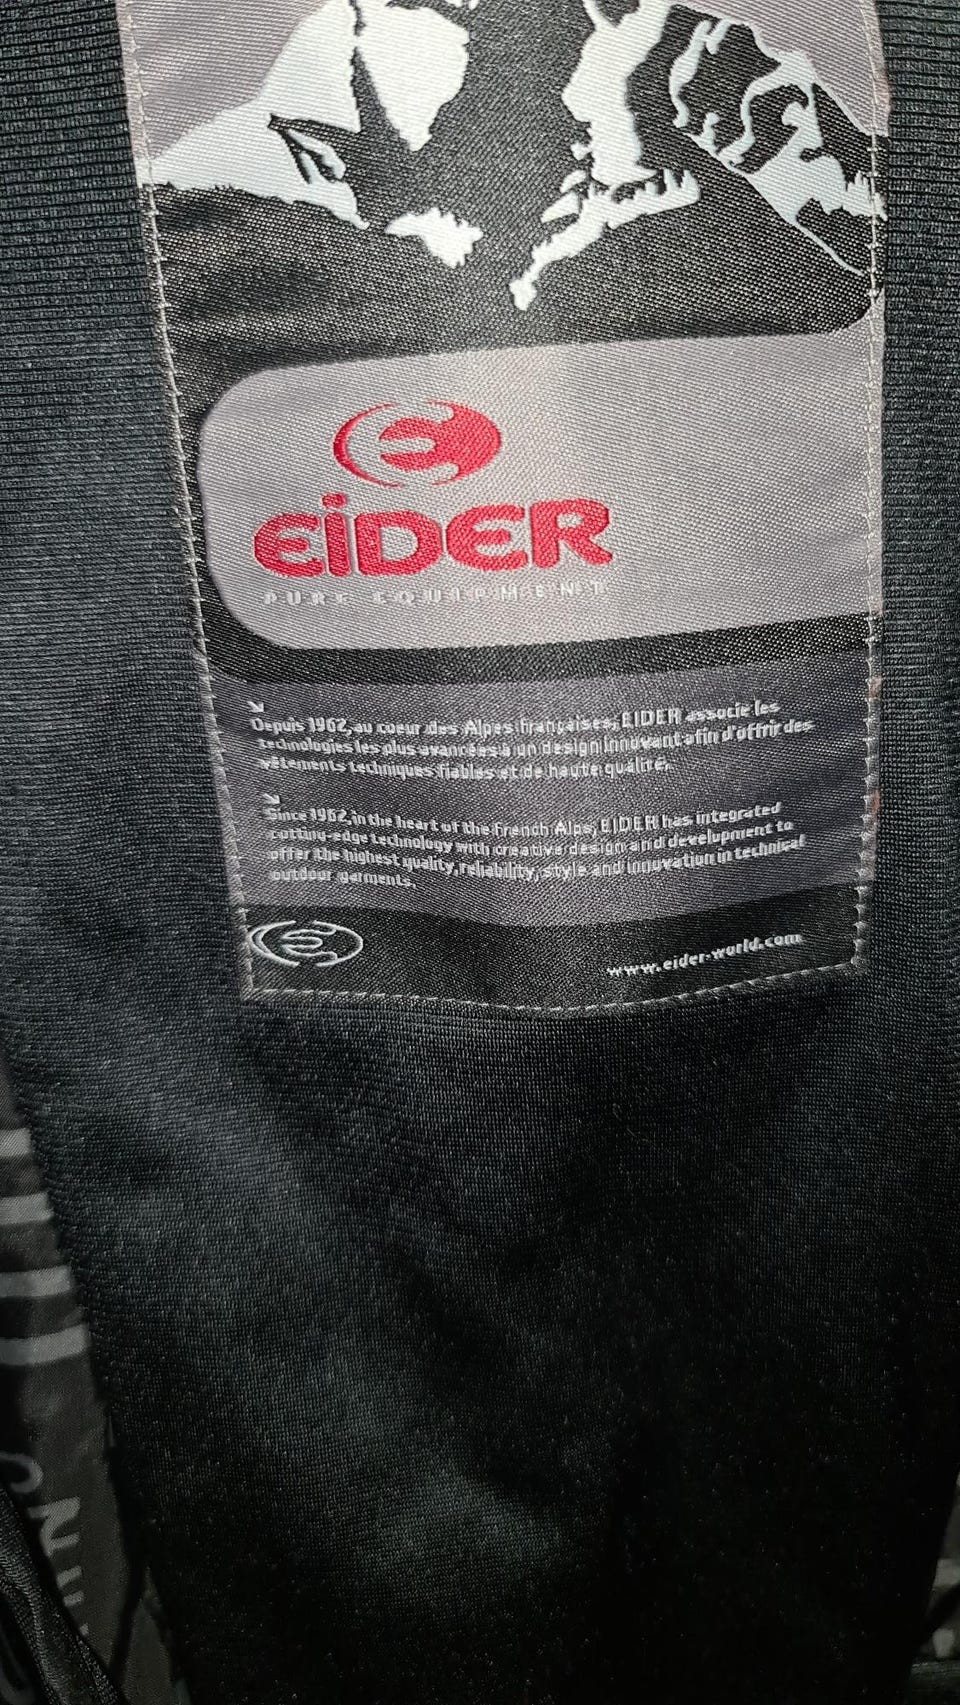 EiDER
PURE EQUIPMENT
Depuis 1962, au coeur des Alpes françaises, EIDER associe les
technologies les plus avancées à un design innovant afin d'offrir des
vêtements techniques fiables et de haute qualité.
Since 1962, in the heart of the french Alps, EIDER has integrated
cutting-edge technology with creative design and development to
offer the highest quality, reliability, style and innovation in technical
outdoor garments.
www.eider-world.com